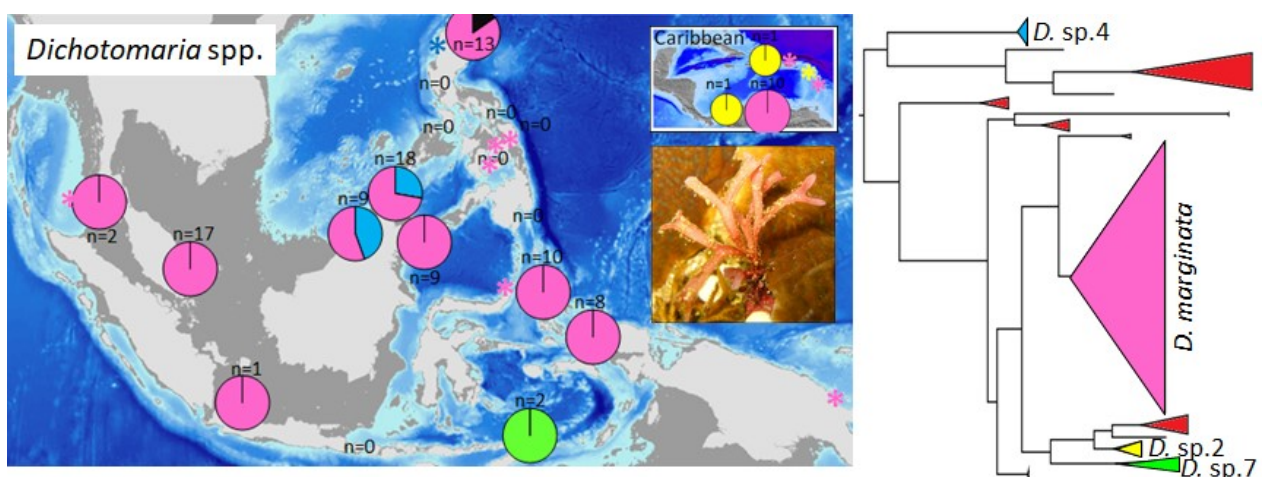 Dichotomaria spp.
n=13
n=0
n=0
n=0
n=0
n=0
n=18
n=9
n=2
n=17
n=9
n=0
n=10
n=8
n=1
n=2
n=0
Caribbean
n=1
n=1
D. sp.4
D. marginata
D. sp.2
D. sp.7